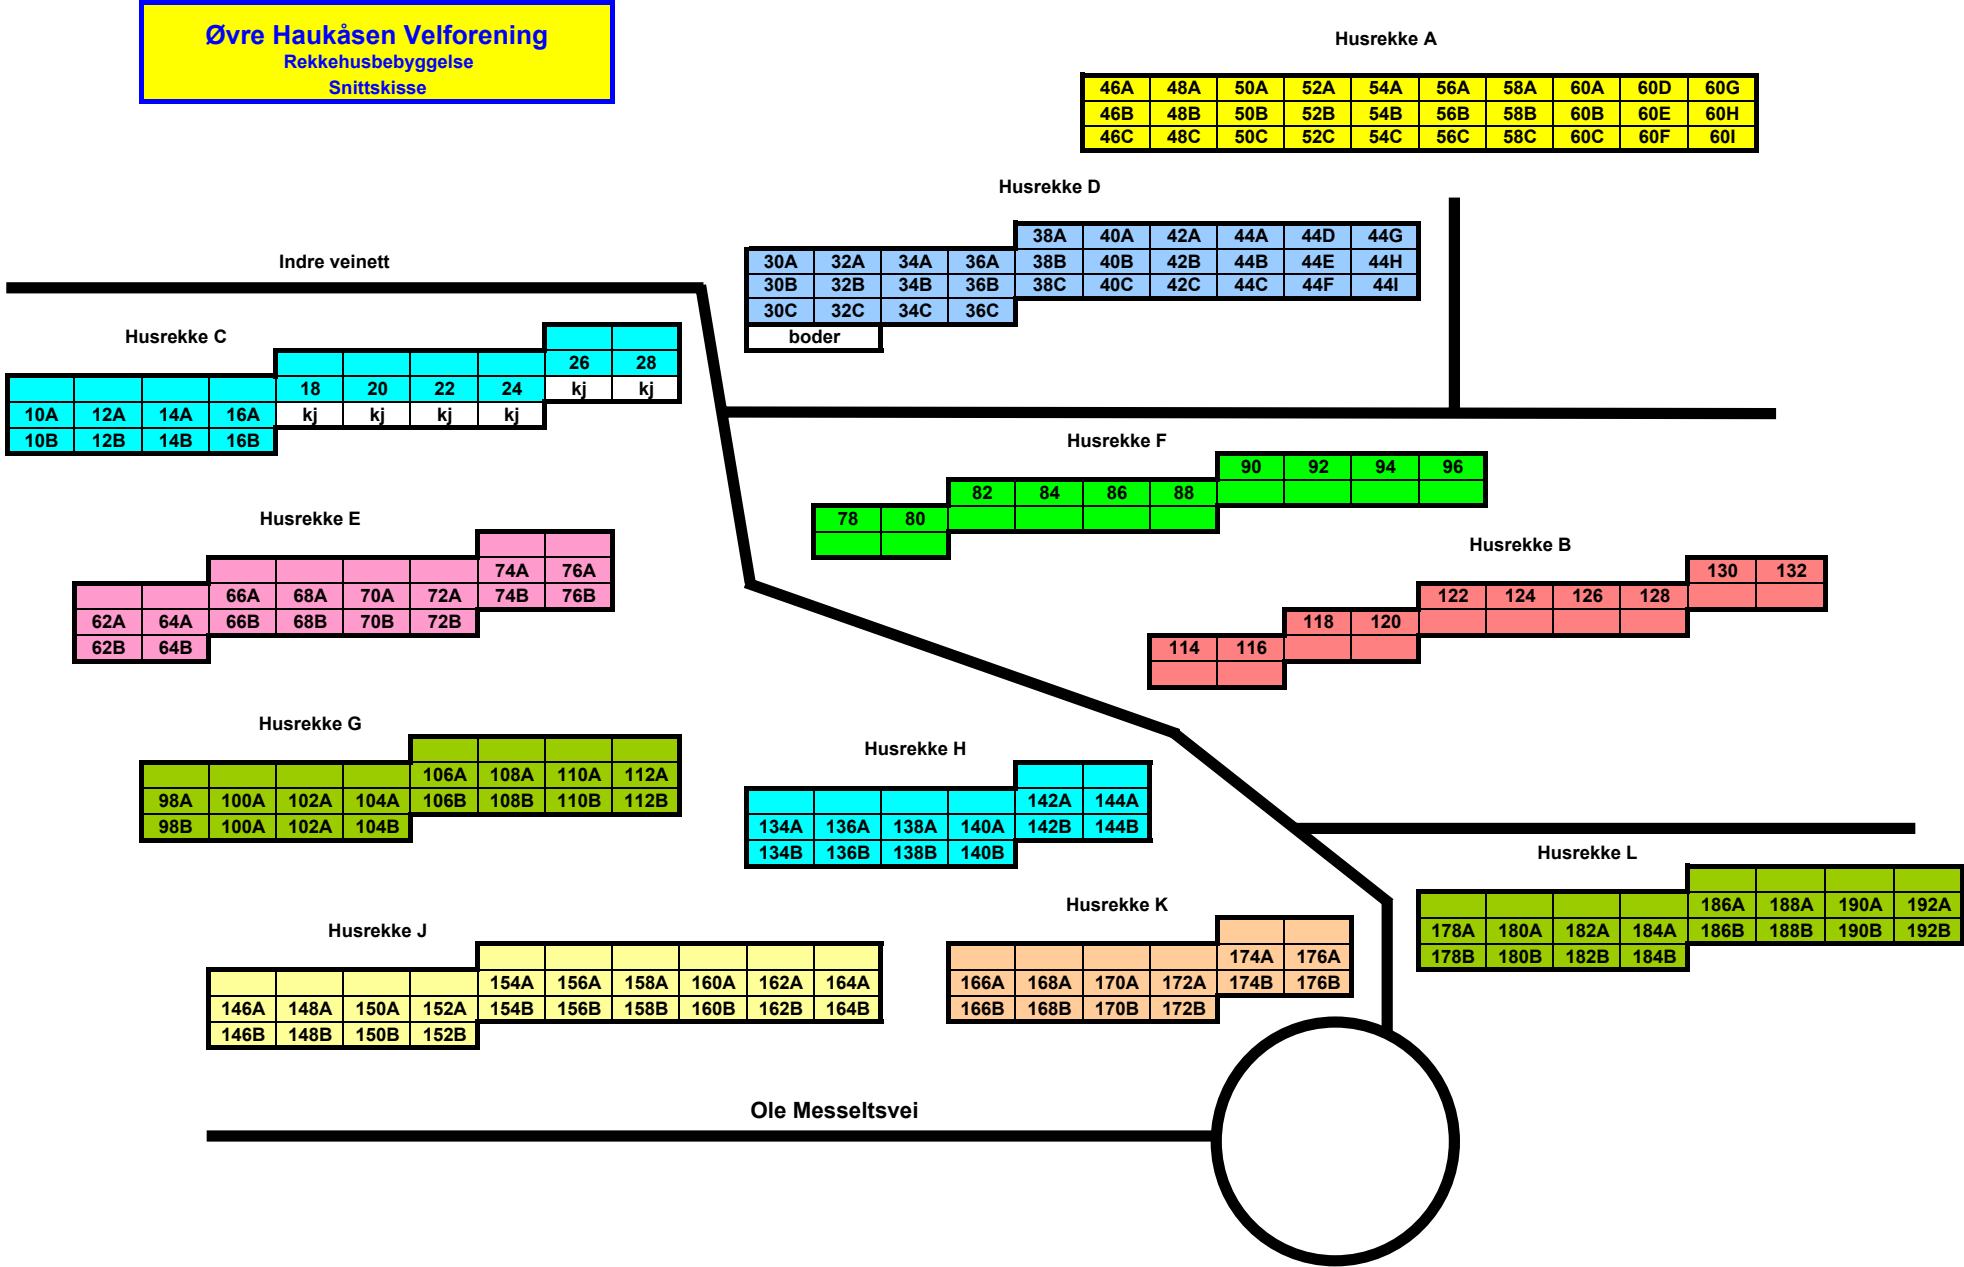 Øvre Haukåsen Velforening
Rekkehusbebyggelse
Snittskisse
Husrekke A
46A 48A 50A 52A 54A 56A 58A 60A 60D 60G
46B 48B 50B 52B 54B 56B 58B 60B 60E 60H
46C 48C 50C 52C 54C 56C 58C 60C 60F 60I
Husrekke D
38A 40A 42A 44A 44D 44G
30A 32A 34A 36A 38B 40B 42B 44B 44E 44H
30B 32B 34B 36B 38C 40C 42C 44C 44F 44I
30C 32C 34C 36C
boder
Indre veinett
Husrekke C
26 28
18 20 22 24 kj kj
10A 12A 14A 16A kj kj kj kj
10B 12B 14B 16B
Husrekke F
90 92 94 96
82 84 86 88
78 80
Husrekke E
74A 76A
66A 68A 70A 72A 74B 76B
62A 64A 66B 68B 70B 72B
62B 64B
Husrekke B
130 132
122 124 126 128
118 120
114 116
Husrekke G
106A 108A 110A 112A
98A 100A 102A 104A 106B 108B 110B 112B
98B 100A 102A 104B
Husrekke H
142A 144A
134A 136A 138A 140A 142B 144B
134B 136B 138B 140B
Husrekke L
186A 188A 190A 192A
178A 180A 182A 184A 186B 188B 190B 192B
178B 180B 182B 184B
Husrekke J
154A 156A 158A 160A 162A 164A
146A 148A 150A 152A 154B 156B 158B 160B 162B 164B
146B 148B 150B 152B
Husrekke K
174A 176A
166A 168A 170A 172A 174B 176B
166B 168B 170B 172B
Ole Messeltsvei